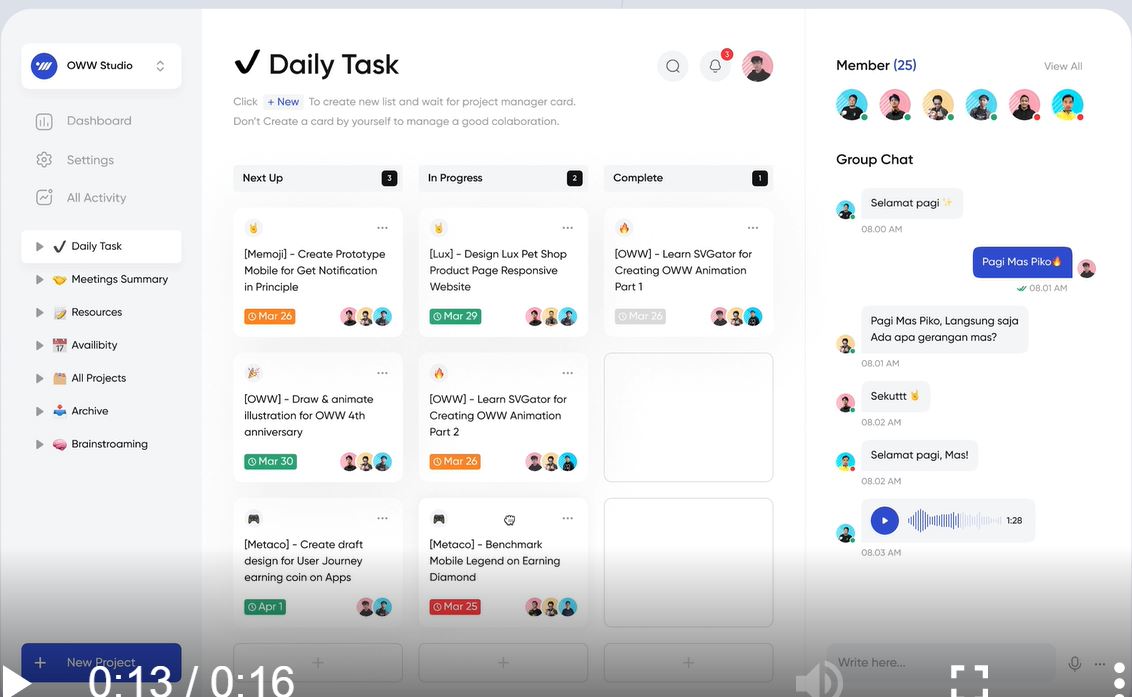 OWW Studio
Dashboard
Settings
All Activity
Daily Task
Meetings Summary
Resources
Availibity
All Projects
Archive
Brainstroaming
New Project
Daily Task
3
Click + New To create new list and wait for project manager card.
Don't Create a card by yourself to manage a good colaboration.
Next Up 3
[Memoji] - Create Prototype
Mobile for Get Notification
in Principle
Mar 26
[OWW] - Draw & animate
illustration for OWW 4th
anniversary
Mar 30
[Metaco] - Create draft
design for User Journey
earning coin on Apps
Apr 1
In Progress 2
[Lux] - Design Lux Pet Shop
Product Page Responsive
Website
Mar 29
[OWW] - Learn SVGator for
Creating OWW Animation
Part 2
Mar 26
[Metaco] - Benchmark
Mobile Legend on Earning
Diamond
Mar 25
Complete 1
[OWW] - Learn SVGator for
Creating OWW Animation
Part 1
Mar 26
Member (25)
View All
Group Chat
Selamat pagi ✨
08.00 AM
Pagi Mas Piko🔥
08.01 AM
Pagi Mas Piko, Langsung saja
Ada apa gerangan mas?
08.01 AM
Sekuttt 🤘
08.02 AM
Selamat pagi, Mas!
08.02 AM
1:28
08.03 AM
Write here...
0:13 / 0:16